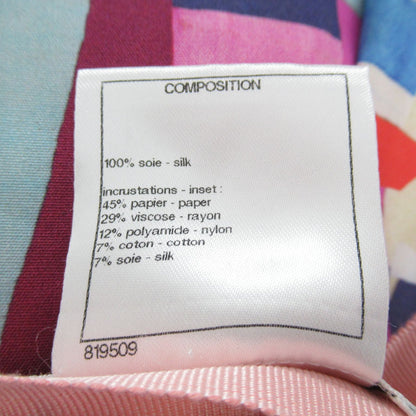 COMPOSITION
100% soie - silk
incrustations - inset :
45% papier - paper
29% viscose - rayon
12% polyamide - nylon
7% coton - cotton
7% soie - silk
819509